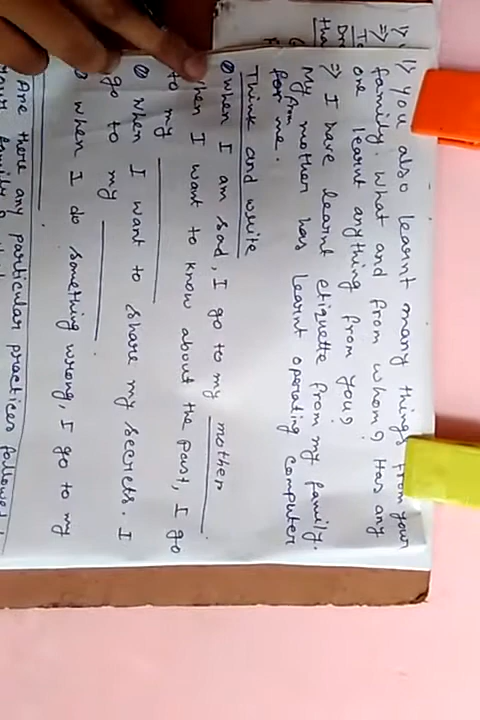 You also learnt many things from your
family. What and from whom? Has any
one learnt anything from you?
⇒ I have learnt etiquette from my family.
My mother has learnt operating computer
from
for me.
Think and write
When I am sad, I go to my mother
When I want to know about the past, I go
to my
When I want to share my secrets. I
go to my
When I do something wrong, I go to my
Are there any particular practices followed